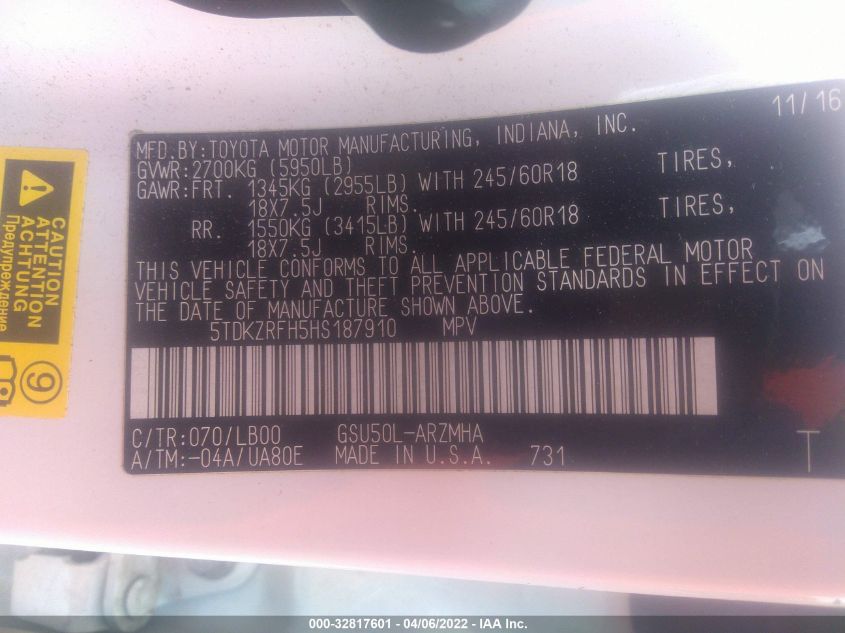 11/16
MFD.BY:TOYOTA MOTOR MANUFACTURING, INDIANA, INC.
GVWR:2700KG (5950LB)
GAWR:FRT. 1345KG (2955LB) WITH 245/60R18 TIRES,
18X7.5J RIMS.
RR. 1550KG (3415LB) WITH 245/60R18 TIRES,
18X7.5J RIMS
THIS VEHICLE CONFORMS TO ALL APPLICABLE FEDERAL MOTOR
VEHICLE SAFETY AND THEFT PREVENTION STANDARDS IN EFFECT ON
THE DATE OF MANUFACTURE SHOWN ABOVE.
5TDKZRFH5HS187910 MPV
C/TR:070/LB00 GSU50L-ARZMHA
A/TM:-04A/UA80E MADE IN U.S.A. 731
T
CAUTION
ATTENTION
ACHTUNG
Предупреждение
9
000-32817601 - 04/06/2022 - IAA Inc.